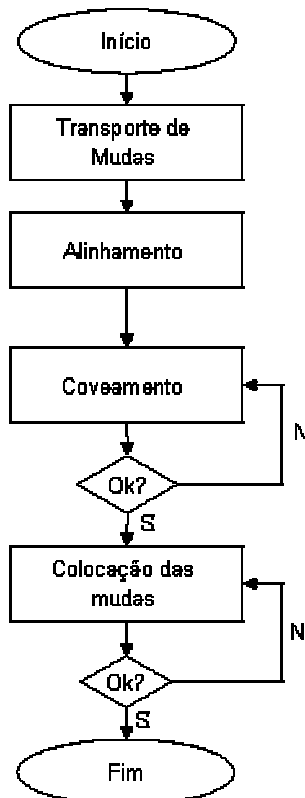 Início
Transporte de
Mudas
Alinhamento
Coveamento
N
Ok?
S
Colocação das
mudas
N
Ok?
S
Fim